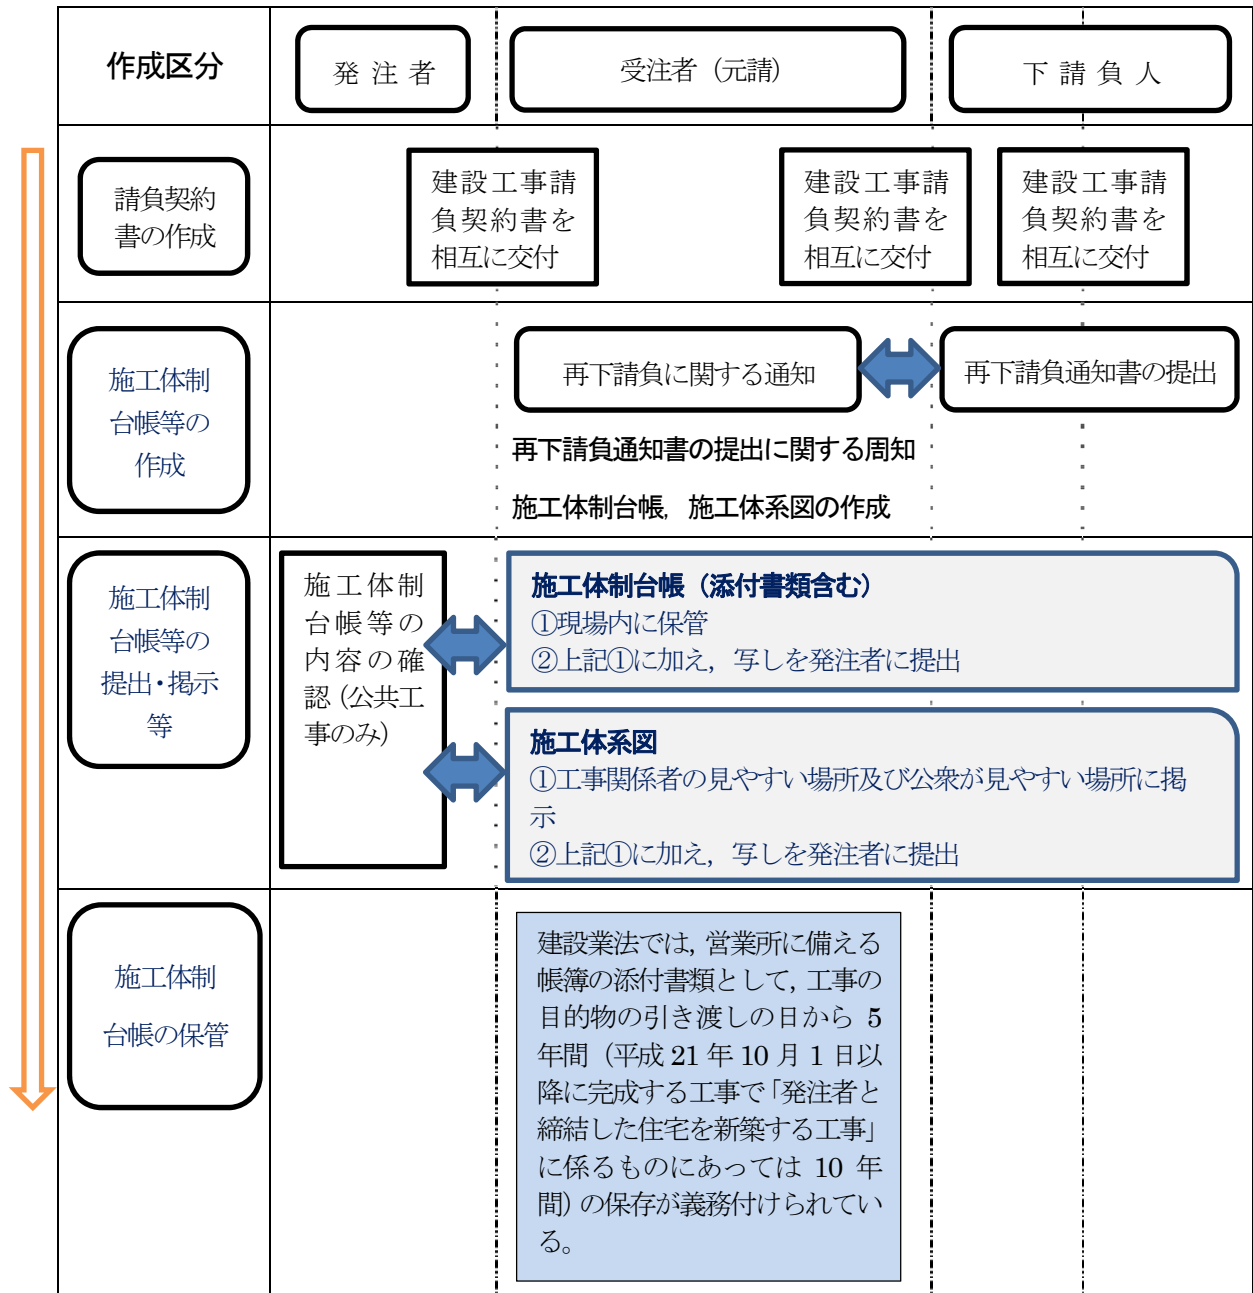 作成区分
発 注 者
受注者（元請）
下 請 負 人
請負契約
書の作成
建設工事請
負契約書を
相互に交付
建設工事請
負契約書を
相互に交付
建設工事請
負契約書を
相互に交付
施工体制
台帳等の
作成
再下請負に関する通知
再下請負通知書の提出
再下請負通知書の提出に関する周知
施工体制台帳，施工体系図の作成
施工体制
台帳等の
提出・掲示
等
施工体制
台帳等の
内容の確
認（公共工
事のみ）
施工体制台帳（添付書類含む）
①現場内に保管
②上記①に加え，写しを発注者に提出
施工体系図
①工事関係者の見やすい場所及び公衆が見やすい場所に掲
示
②上記①に加え，写しを発注者に提出
施工体制
台帳の保管
建設業法では，営業所に備える
帳簿の添付書類として，工事の
目的物の引き渡しの日から 5
年間（平成 21 年 10 月 1 日以
降に完成する工事で「発注者と
締結した住宅を新築する工事」
に係るものにあっては 10 年
間）の保存が義務付けられてい
る。